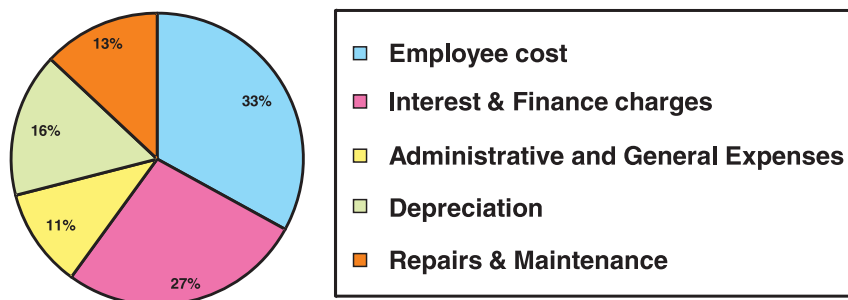 13%
33%
16%
11%
27%
Employee cost
Interest & Finance charges
Administrative and General Expenses
Depreciation
Repairs & Maintenance